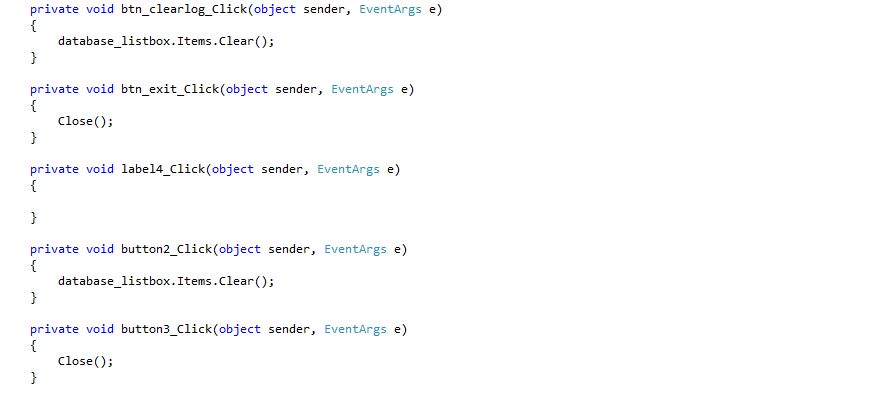 private void btn_clearlog_Click(object sender, EventArgs e)
{
    database_listbox.Items.Clear();
}

private void btn_exit_Click(object sender, EventArgs e)
{
    Close();
}

private void label4_Click(object sender, EventArgs e)
{

}

private void button2_Click(object sender, EventArgs e)
{
    database_listbox.Items.Clear();
}

private void button3_Click(object sender, EventArgs e)
{
    Close();
}